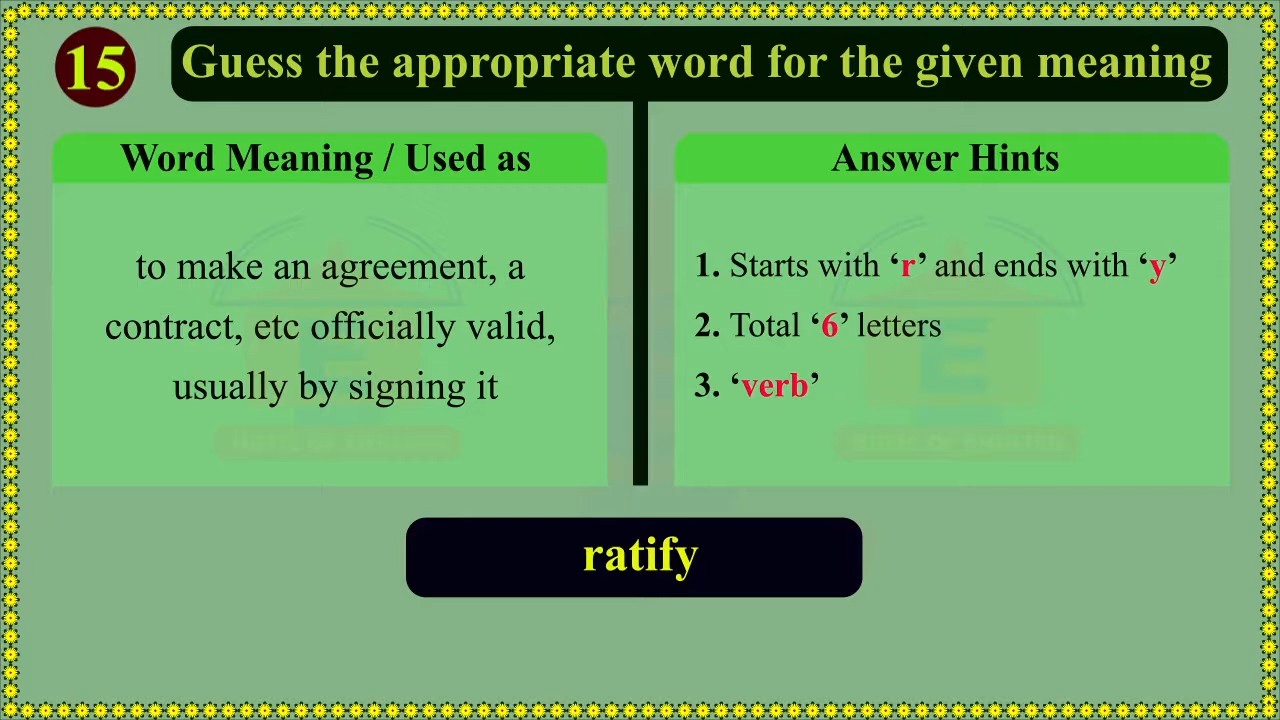 15
Guess the appropriate word for the given meaning
Word Meaning / Used as
to make an agreement, a
contract, etc officially valid,
usually by signing it
Answer Hints
1. Starts with ‘r’ and ends with ‘y’
2. Total ‘6’ letters
3. ‘verb’
ratify